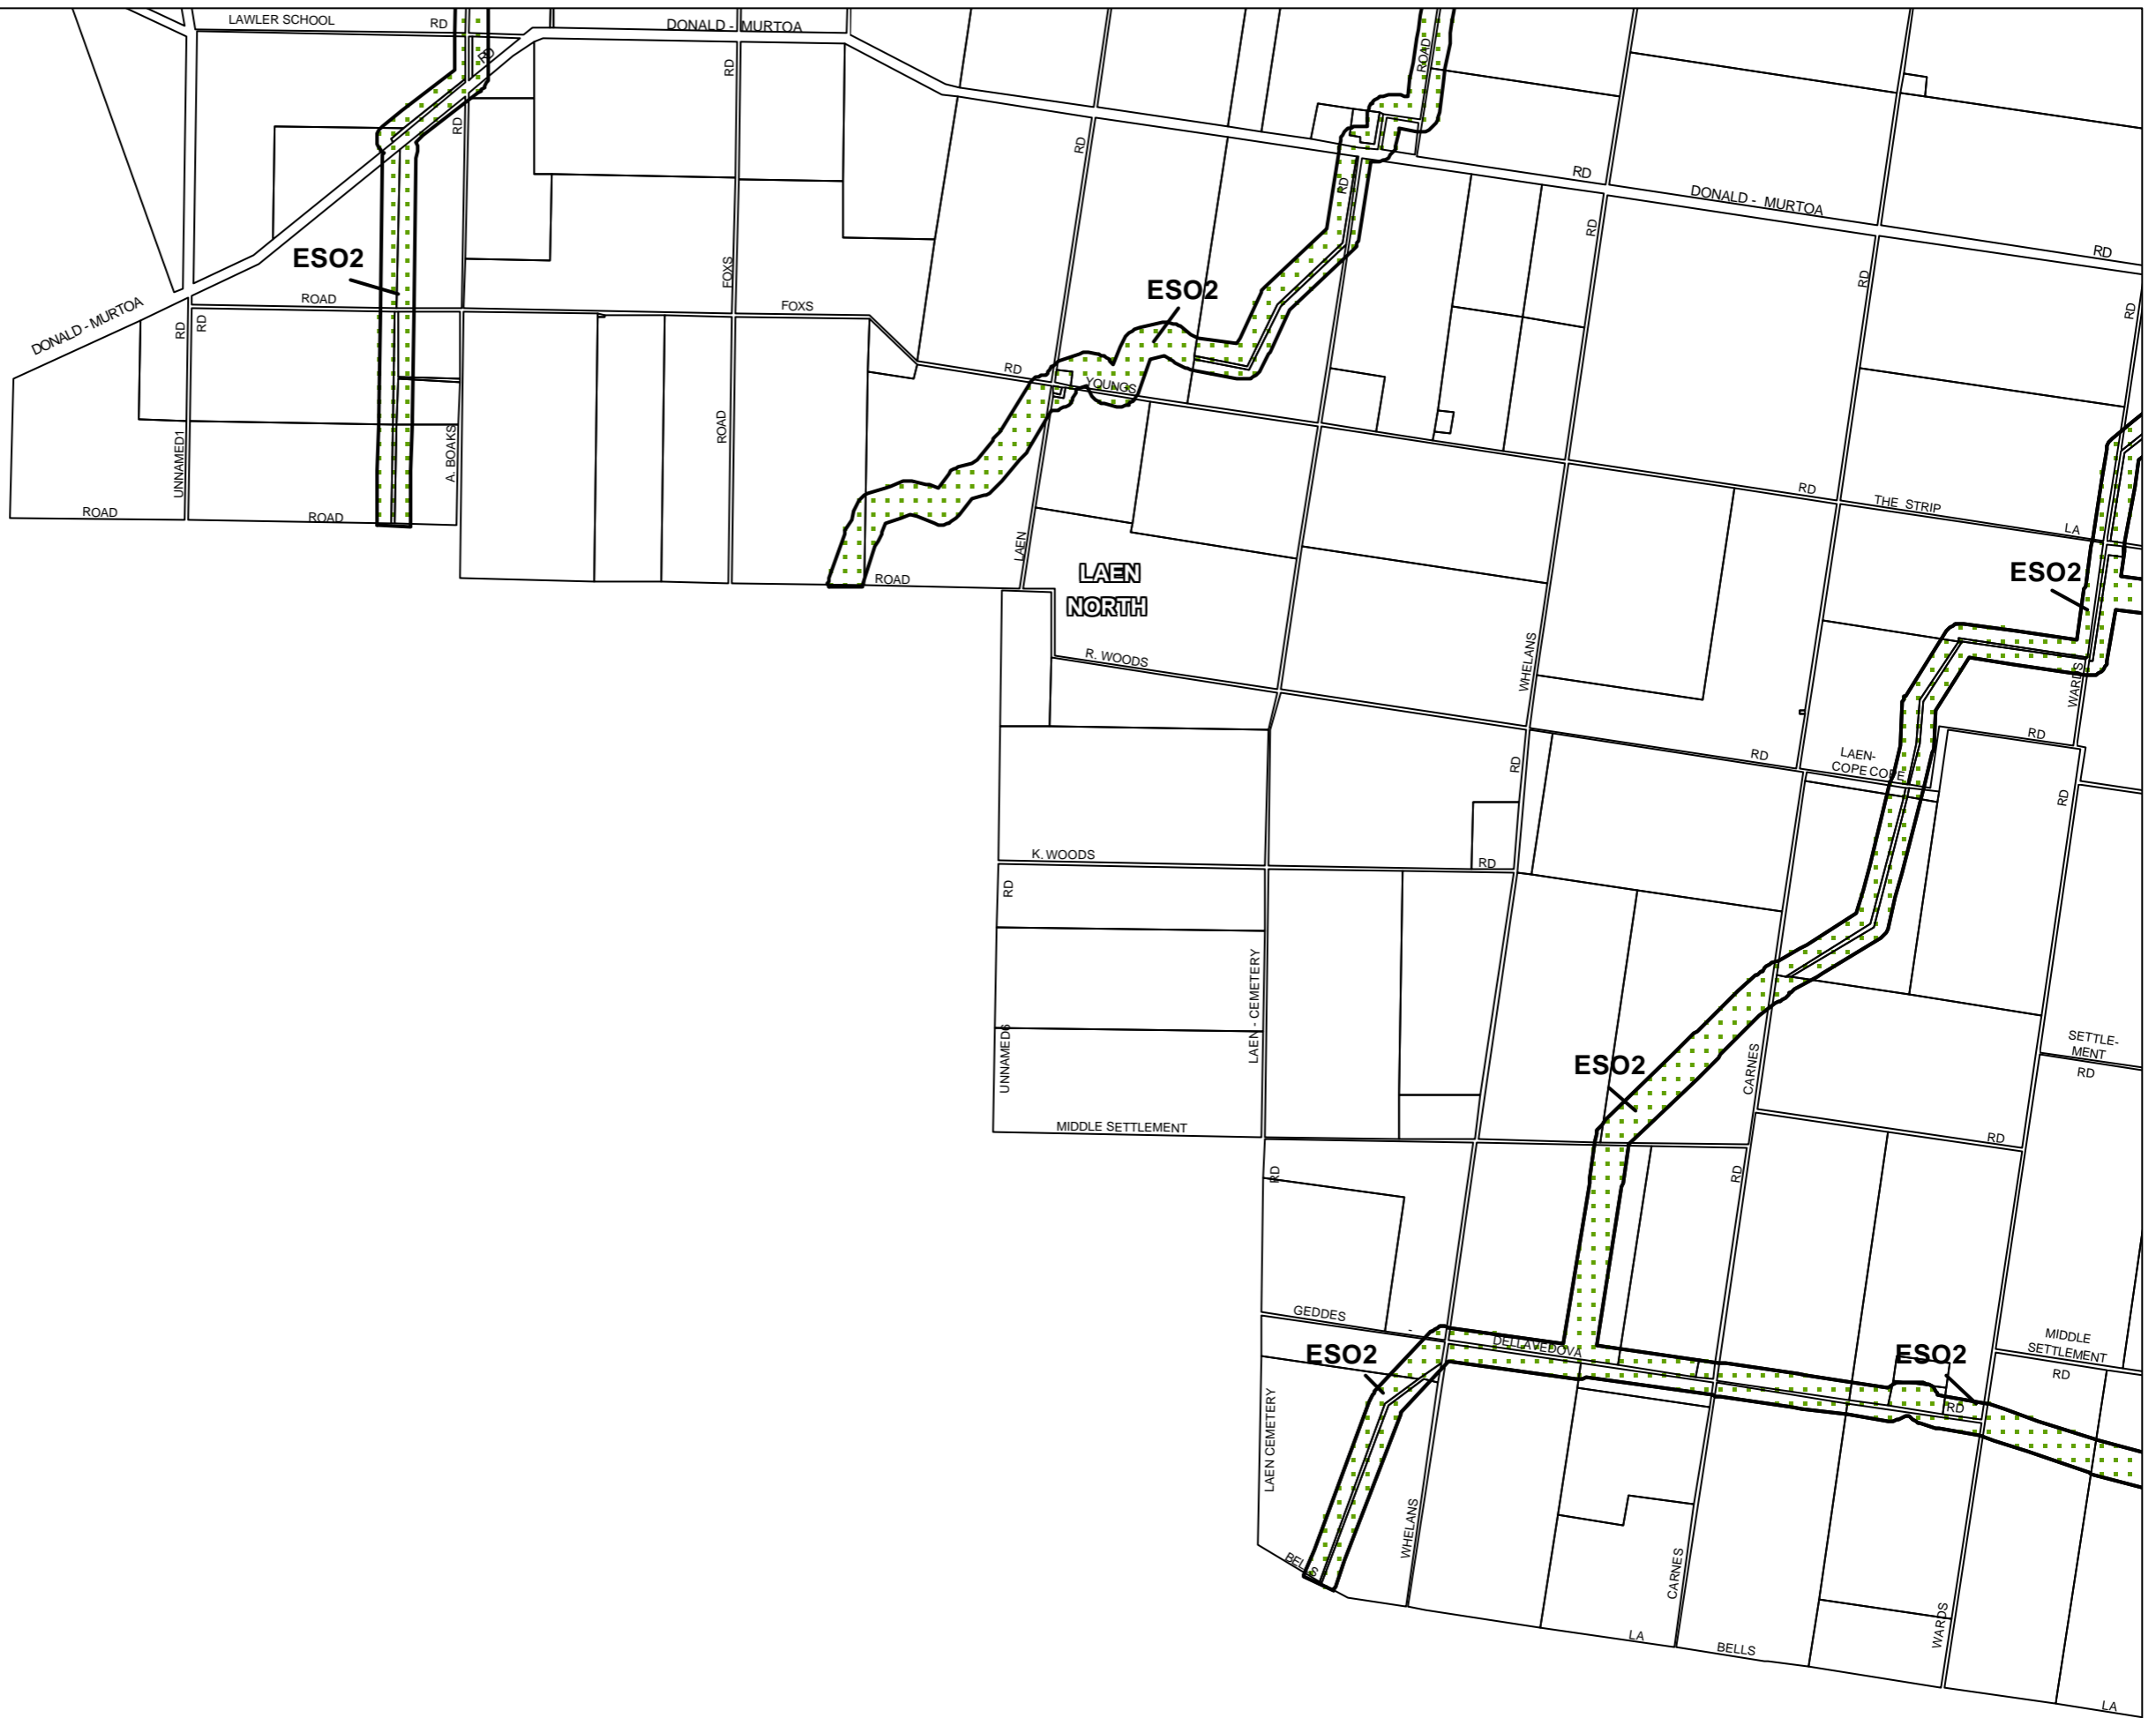 LAWLER SCHOOL
RD
DONALD - MURTOA
RD
RD
ROAD
RD
RD
RD
RD
DONALD - MURTOA
RD
RD
RD
RD
RD
ESO2
FOXS
ESO2
ROAD
FOXS
DONALD - MURTOA
RD
RD
RD
YOUNGS
ROAD
UNNAMED1
A. BOAKS
ROAD
ROAD
RD
THE STRIP
LA
LAEN
ROAD
LAEN
NORTH
ESO2
R. WOODS
WHELANS
WARDS
RD
RD
LAEN-
COPE COPE
RD
RD
K. WOODS
RD
RD
LAEN - CEMETERY
UNNAMED6
ESO2
CARNES
SETTLE-
MENT
RD
MIDDLE SETTLEMENT
RD
RD
RD
GEDDES
DELLAVEDOVA
ESO2
ESO2
MIDDLE
SETTLEMENT
RD
RD
LAEN CEMETERY
WHELANS
BELLS
CARNES
WARDS
LA
BELLS
LA